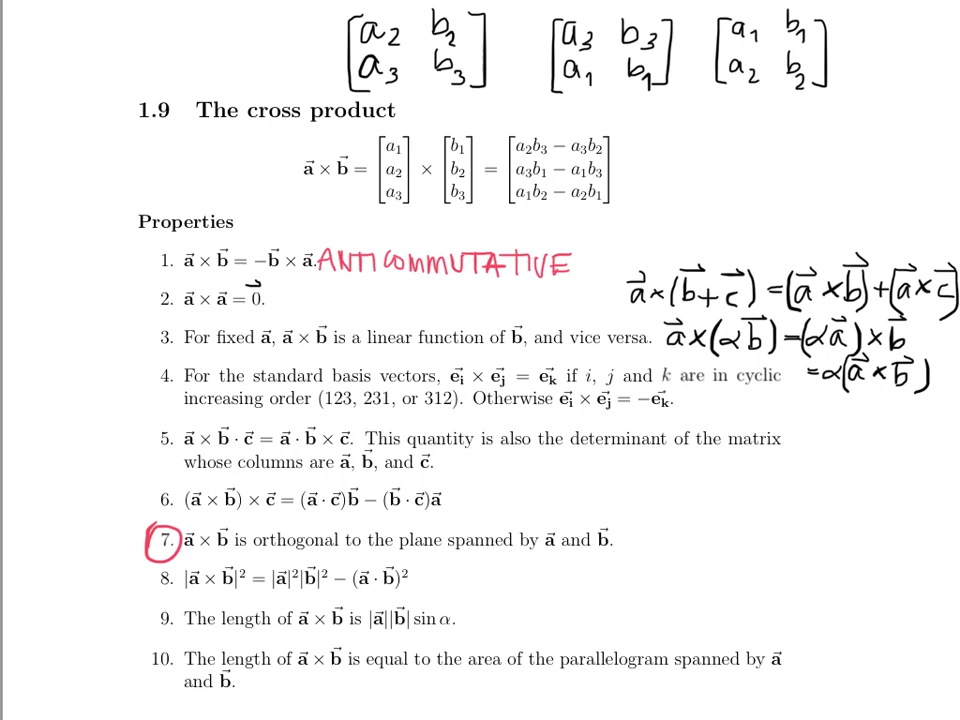 [a₂ b₂] [a₃ b₃] [a₁ b₁]
[a₃ b₃] [a₁ b₁] [a₂ b₂]
1.9 The cross product
a⃗ × b⃗ = [a₁ a₂ a₃] × [b₁ b₂ b₃] = [a₂b₃ − a₃b₂ a₃b₁ − a₁b₃ a₁b₂ − a₂b₁]
Properties
1. a⃗ × b⃗ = −b⃗ × a⃗. ANTICOMMUTATIVE
2. a⃗ × a⃗ = 0⃗.
a⃗×(b⃗+c⃗)=(a⃗×b⃗)+(a⃗×c⃗)
3. For fixed a⃗, a⃗ × b⃗ is a linear function of b⃗, and vice versa. a⃗×(αb⃗)=(αa⃗)×b⃗
=α(a⃗×b⃗)
4. For the standard basis vectors, e⃗ᵢ × e⃗ⱼ = e⃗ₖ if i, j and k are in cyclic
increasing order (123, 231, or 312). Otherwise e⃗ᵢ × e⃗ⱼ = −e⃗ₖ.
5. a⃗ × b⃗ · c⃗ = a⃗ · b⃗ × c⃗. This quantity is also the determinant of the matrix
whose columns are a⃗, b⃗, and c⃗.
6. (a⃗ × b⃗) × c⃗ = (a⃗ · c⃗)b⃗ − (b⃗ · c⃗)a⃗
7. a⃗ × b⃗ is orthogonal to the plane spanned by a⃗ and b⃗.
8. |a⃗ × b⃗|² = |a⃗|²|b⃗|² − (a⃗ · b⃗)²
9. The length of a⃗ × b⃗ is |a⃗||b⃗| sin α.
10. The length of a⃗ × b⃗ is equal to the area of the parallelogram spanned by a⃗
and b⃗.